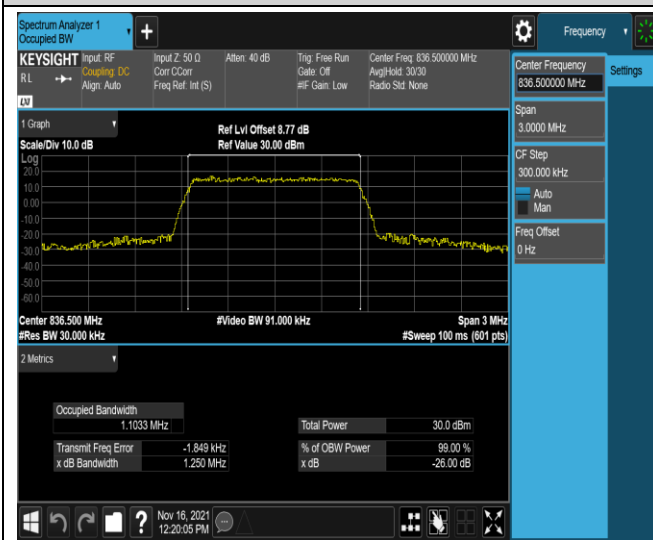 Spectrum Analyzer 1
Occupied BW
Frequency
KEYSIGHT
RL
LXI
Input: RF
Coupling: DC
Align: Auto
Input Z: 50 Ω
Corr CCorr
Freq Ref: Int (S)
Atten: 40 dB
Trig: Free Run
Gate: Off
#IF Gain: Low
Center Freq: 836.500000 MHz
Avg|Hold: 30/30
Radio Std: None
Center Frequency
836.500000 MHz
Settings
Span
3.0000 MHz
CF Step
300.000 kHz
Auto
Man
Freq Offset
0 Hz
1 Graph
Scale/Div 10.0 dB
Ref Lvl Offset 8.77 dB
Ref Value 30.00 dBm
Log
20.0
10.0
0.00
-10.0
-20.0
-30.0
-40.0
-50.0
-60.0
Center 836.500 MHz
#Video BW 91.000 kHz
Span 3 MHz
#Res BW 30.000 kHz
#Sweep 100 ms (601 pts)
2 Metrics
Occupied Bandwidth
1.1033 MHz
Total Power 30.0 dBm
Transmit Freq Error -1.849 kHz
% of OBW Power 99.00 %
x dB Bandwidth 1.250 MHz
x dB -26.00 dB
?
Nov 16, 2021
12:20:05 PM